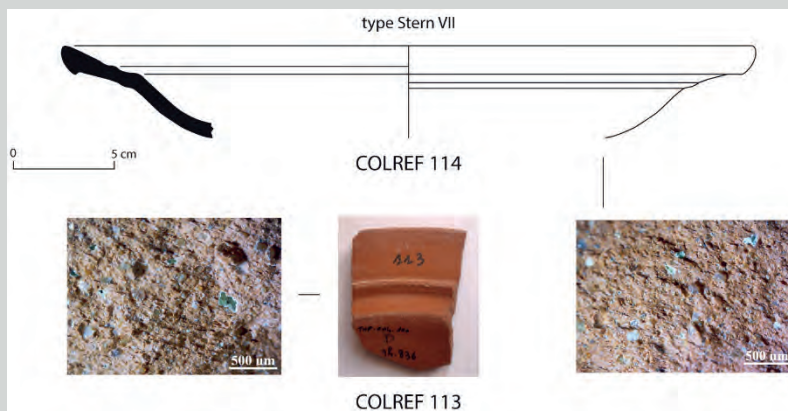 type Stern VII
0 5 cm
COLREF 114
113
500 µm
500 µm
COLREF 113